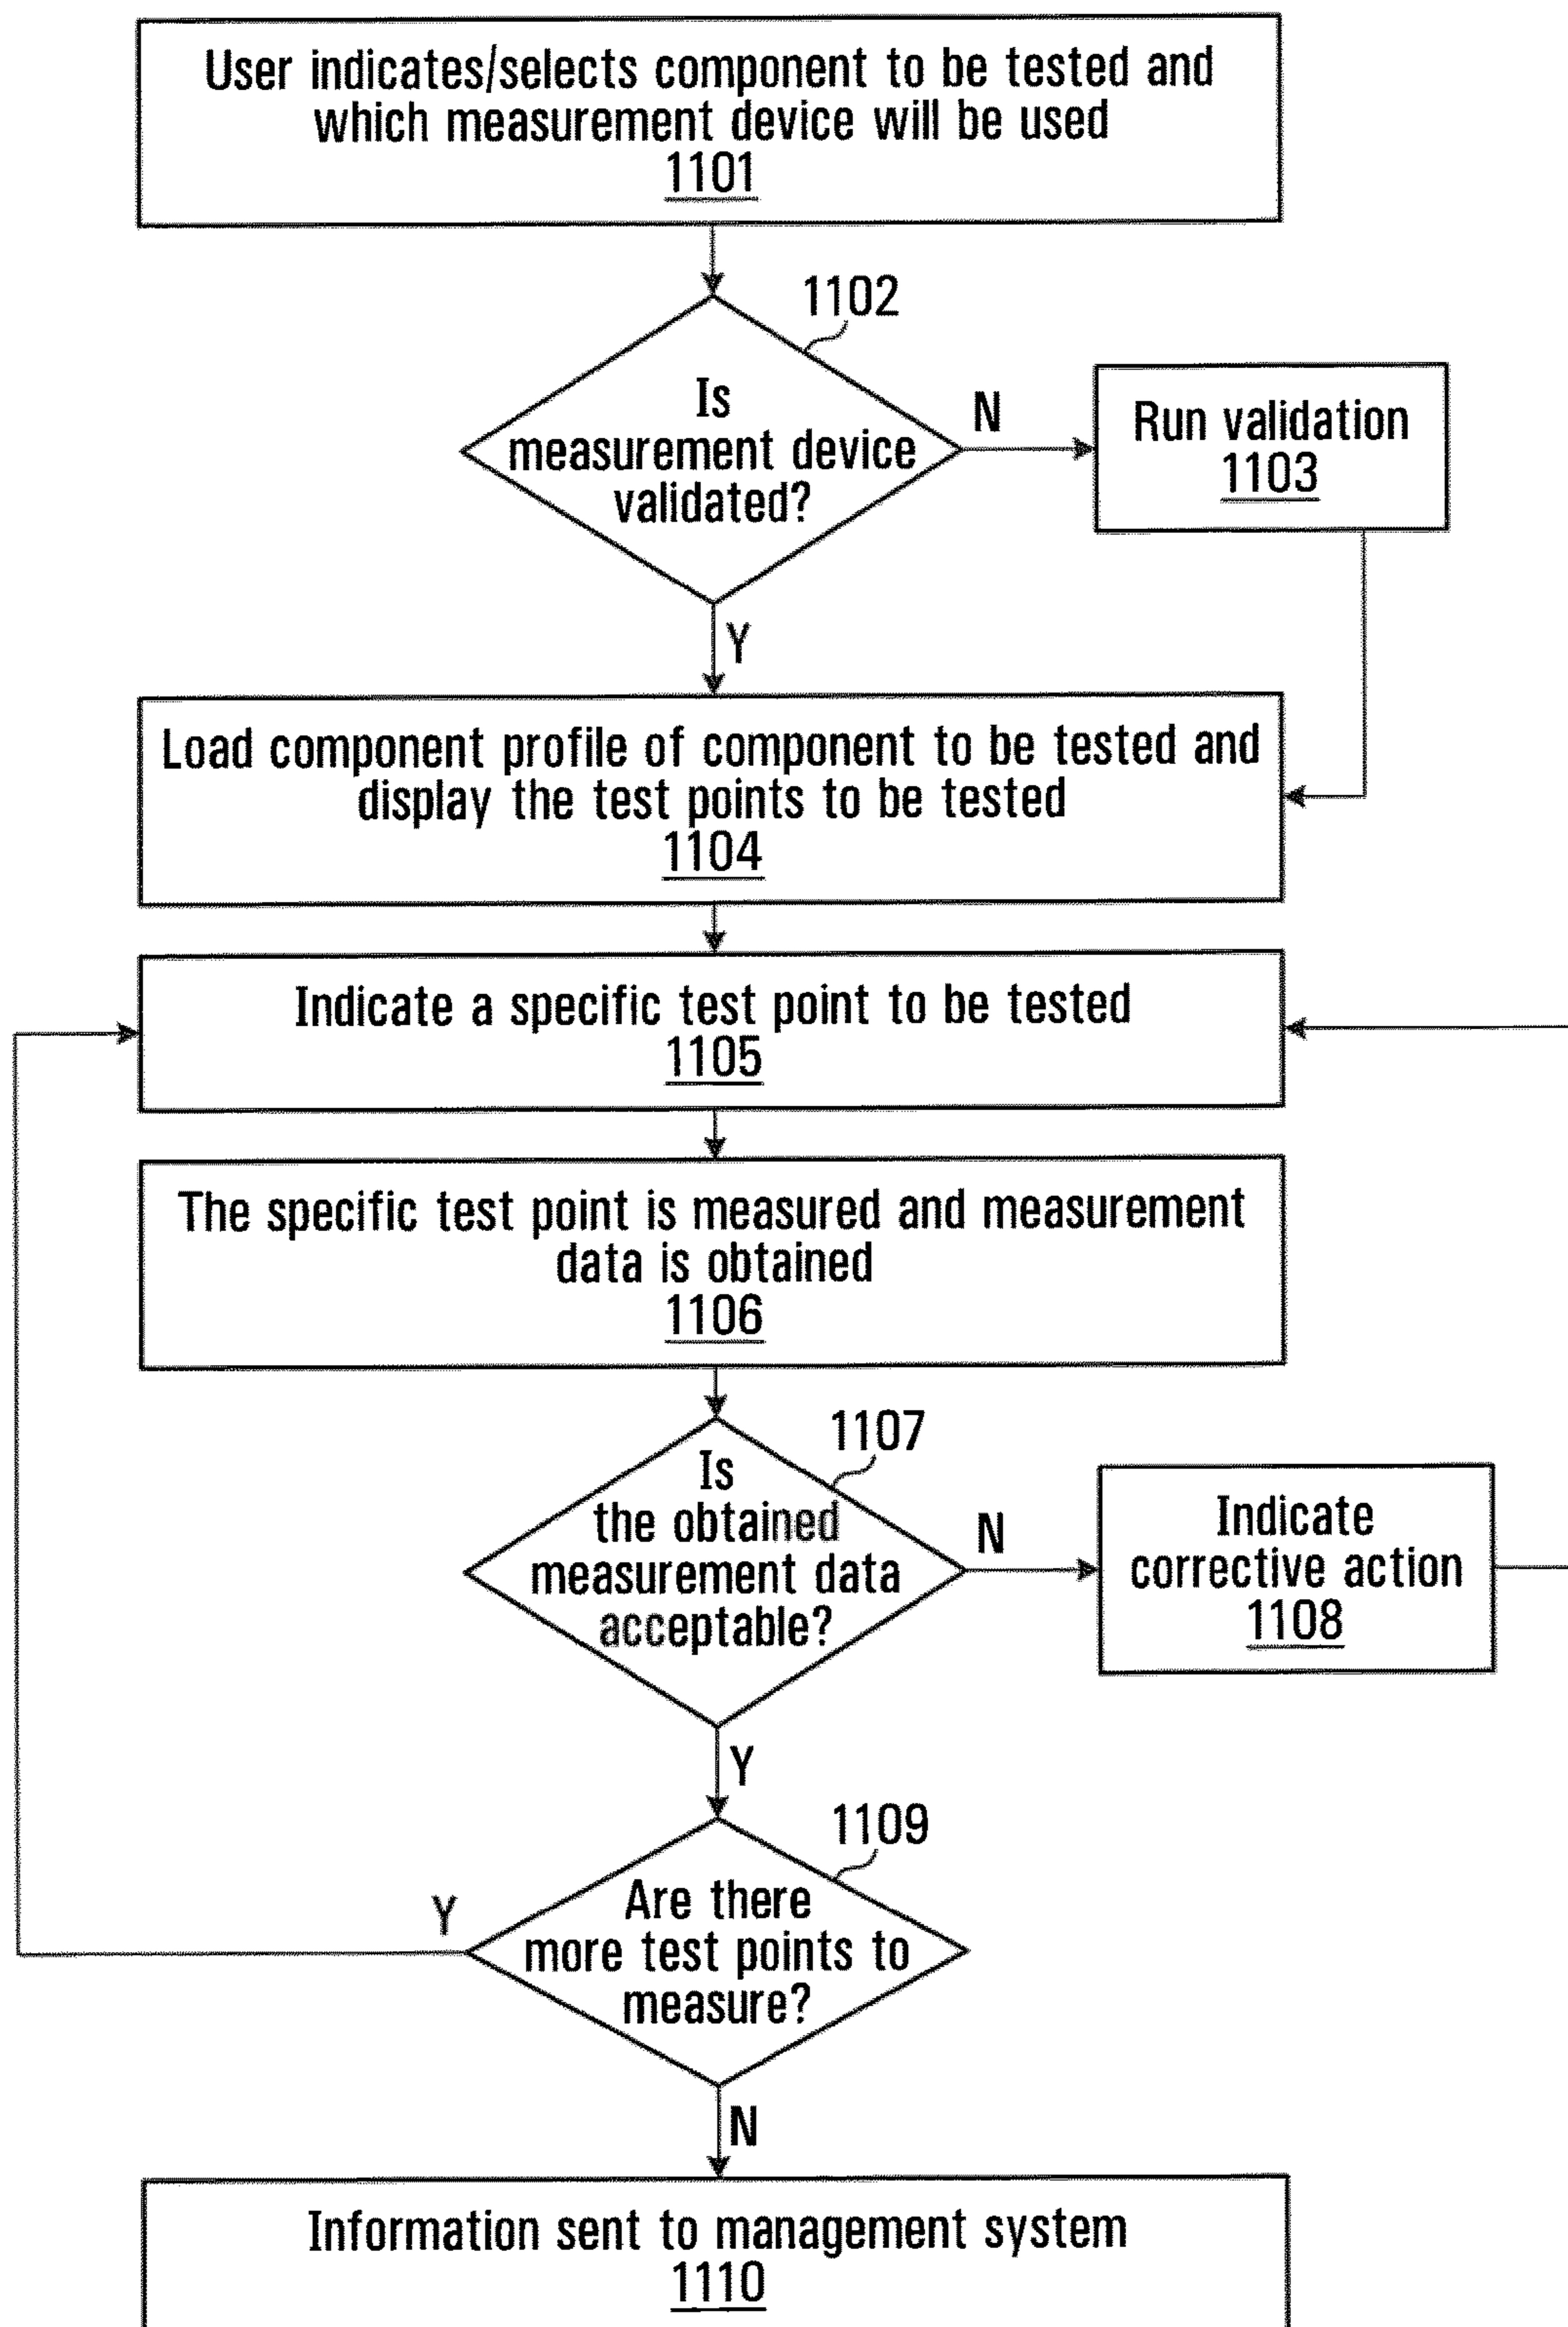 User indicates/selects component to be tested and
which measurement device will be used
1101
1102
Is
measurement device
validated?
N
Run validation
1103
Y
Load component profile of component to be tested and
display the test points to be tested
1104
Indicate a specific test point to be tested
1105
The specific test point is measured and measurement
data is obtained
1106
1107
Is
the obtained
measurement data
acceptable?
N
Indicate
corrective action
1108
Y
1109
Are there
more test points to
measure?
Y
N
Information sent to management system
1110